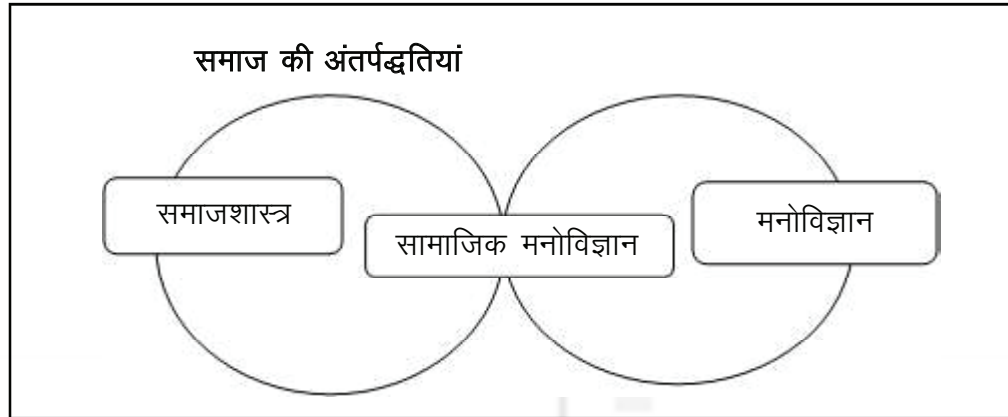 समाज की अंतर्पद्धतियां
समाजशास्त्र
सामाजिक मनोविज्ञान
मनोविज्ञान